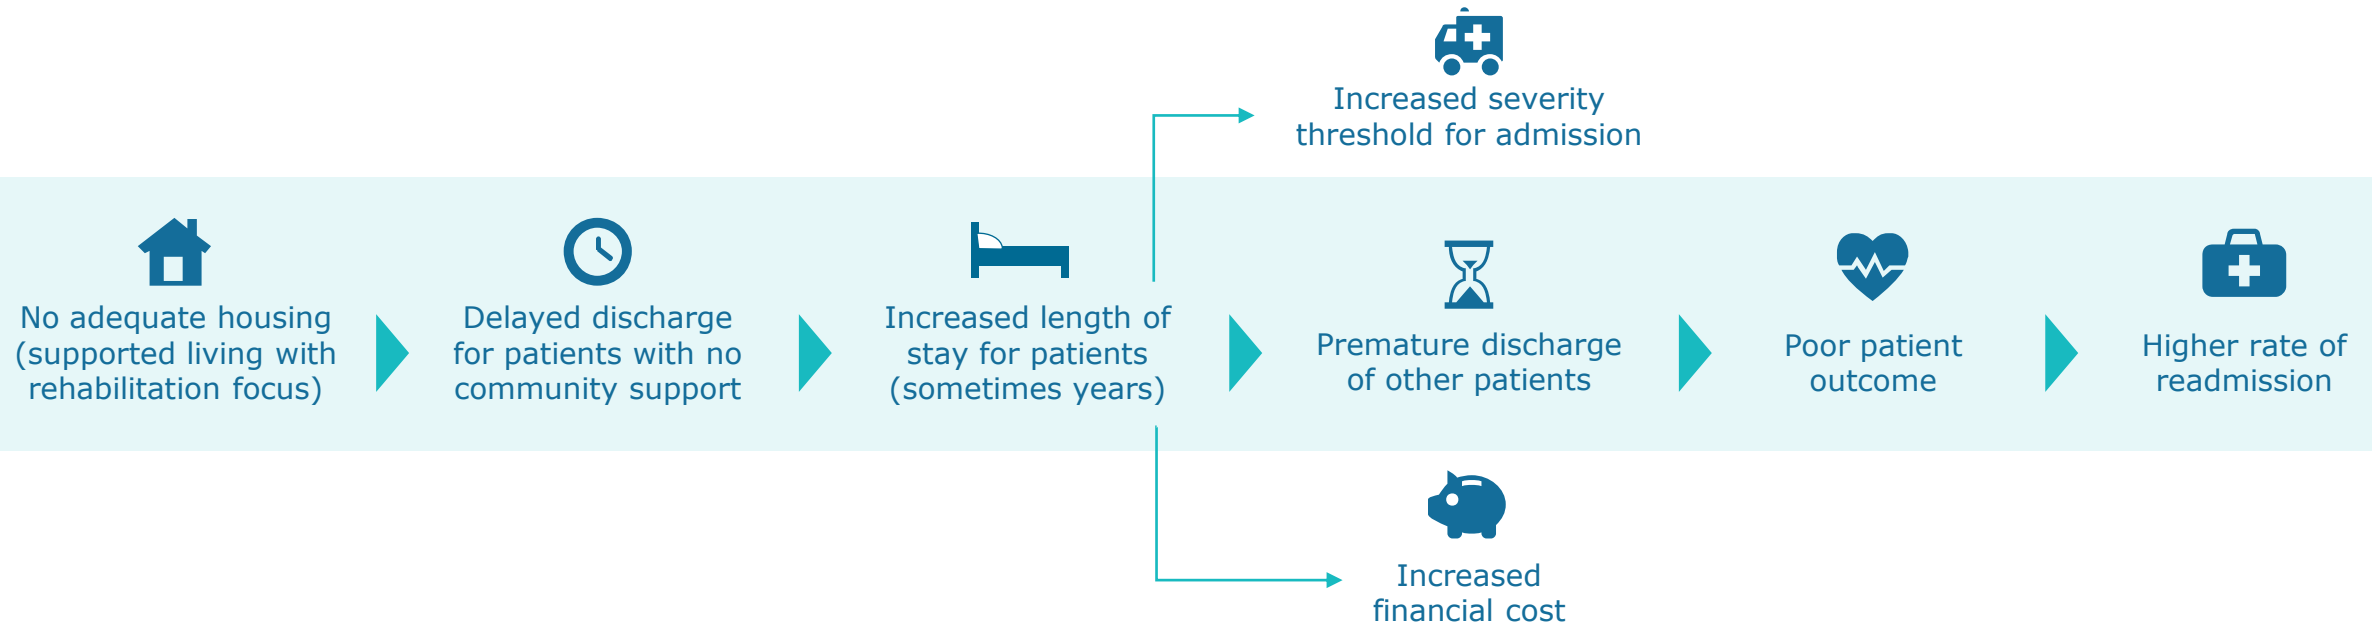 Increased severity
threshold for admission
No adequate housing
(supported living with
rehabilitation focus)
Delayed discharge
for patients with no
community support
Increased length of
stay for patients
(sometimes years)
Premature discharge
of other patients
Poor patient
outcome
Higher rate of
readmission
Increased
financial cost